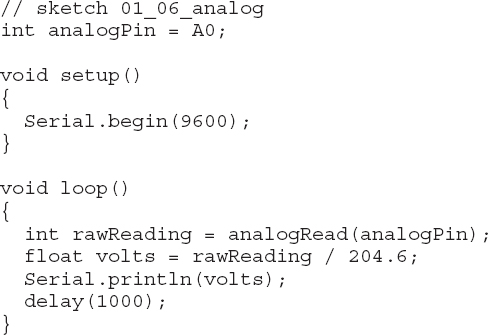 // sketch 01_06_analog
int analogPin = A0;

void setup()
{
  Serial.begin(9600);
}

void loop()
{
  int rawReading = analogRead(analogPin);
  float volts = rawReading / 204.6;
  Serial.println(volts);
  delay(1000);
}